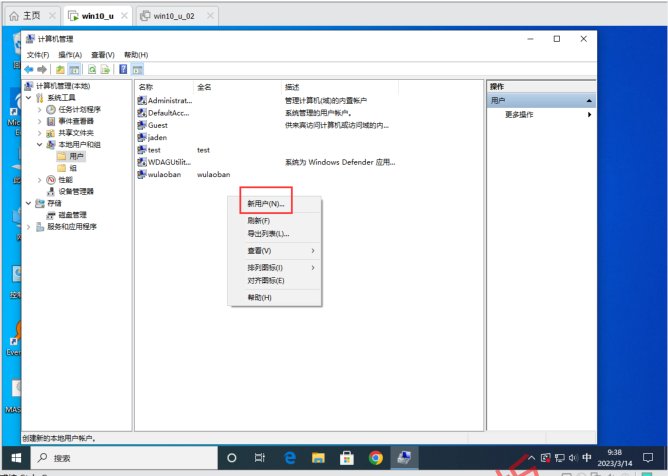 主页
win10_u
win10_u_02
计算机管理
文件(F) 操作(A) 查看(V) 帮助(H)
计算机管理(本地)
系统工具
任务计划程序
事件查看器
共享文件夹
本地用户和组
用户
组
性能
设备管理器
存储
磁盘管理
服务和应用程序
名称 全名 描述
Administrat... 管理计算机(域)的内置帐户
DefaultAcc... 系统管理的用户帐户。
Guest 供来宾访问计算机或访问域的内...
jaden
test test
WDAGUtilit... 系统为 Windows Defender 应用...
wulaoban wulaoban
新用户(N)...
刷新(F)
导出列表(L)...
查看(V)
排列图标(I)
对齐图标(E)
帮助(H)
操作
用户
更多操作
创建新的本地用户帐户。
搜索
中
9:38
2023/3/14